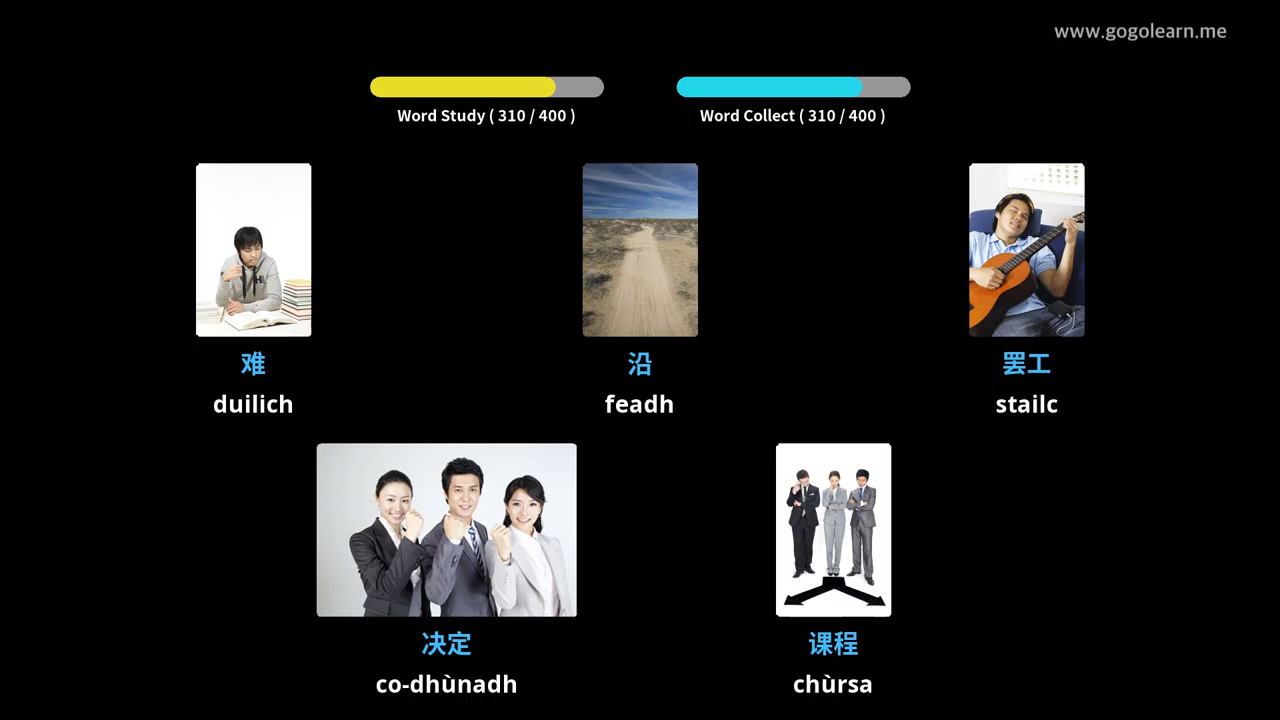 www.gogolearn.me
Word Study ( 310 / 400 )
Word Collect ( 310 / 400 )
难
duilich
沿
feadh
罢工
stailc
决定
co-dhùnadh
课程
chùrsa